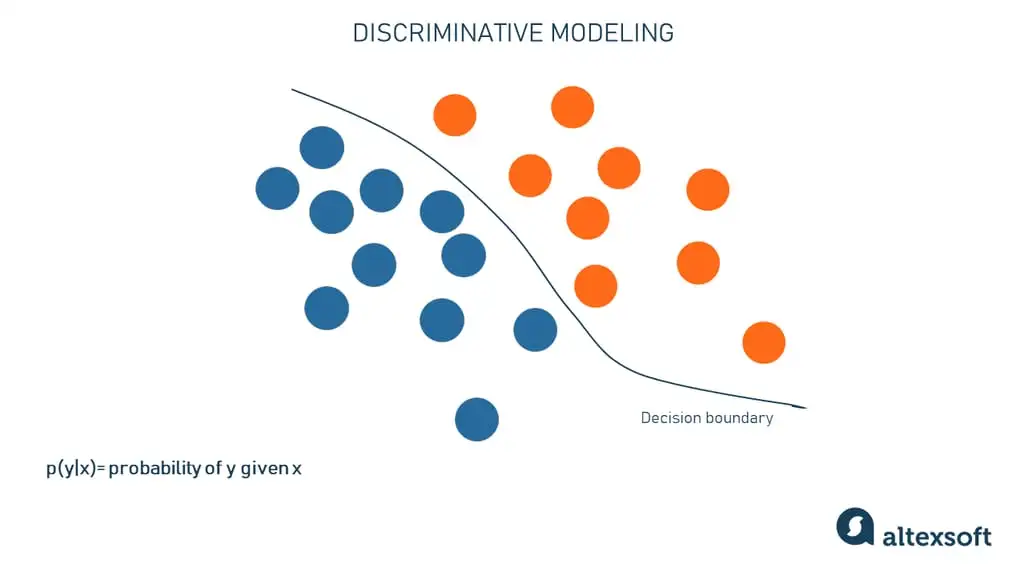 DISCRIMINATIVE MODELING
Decision boundary
p(y|x)= probability of y given x
altexsoft